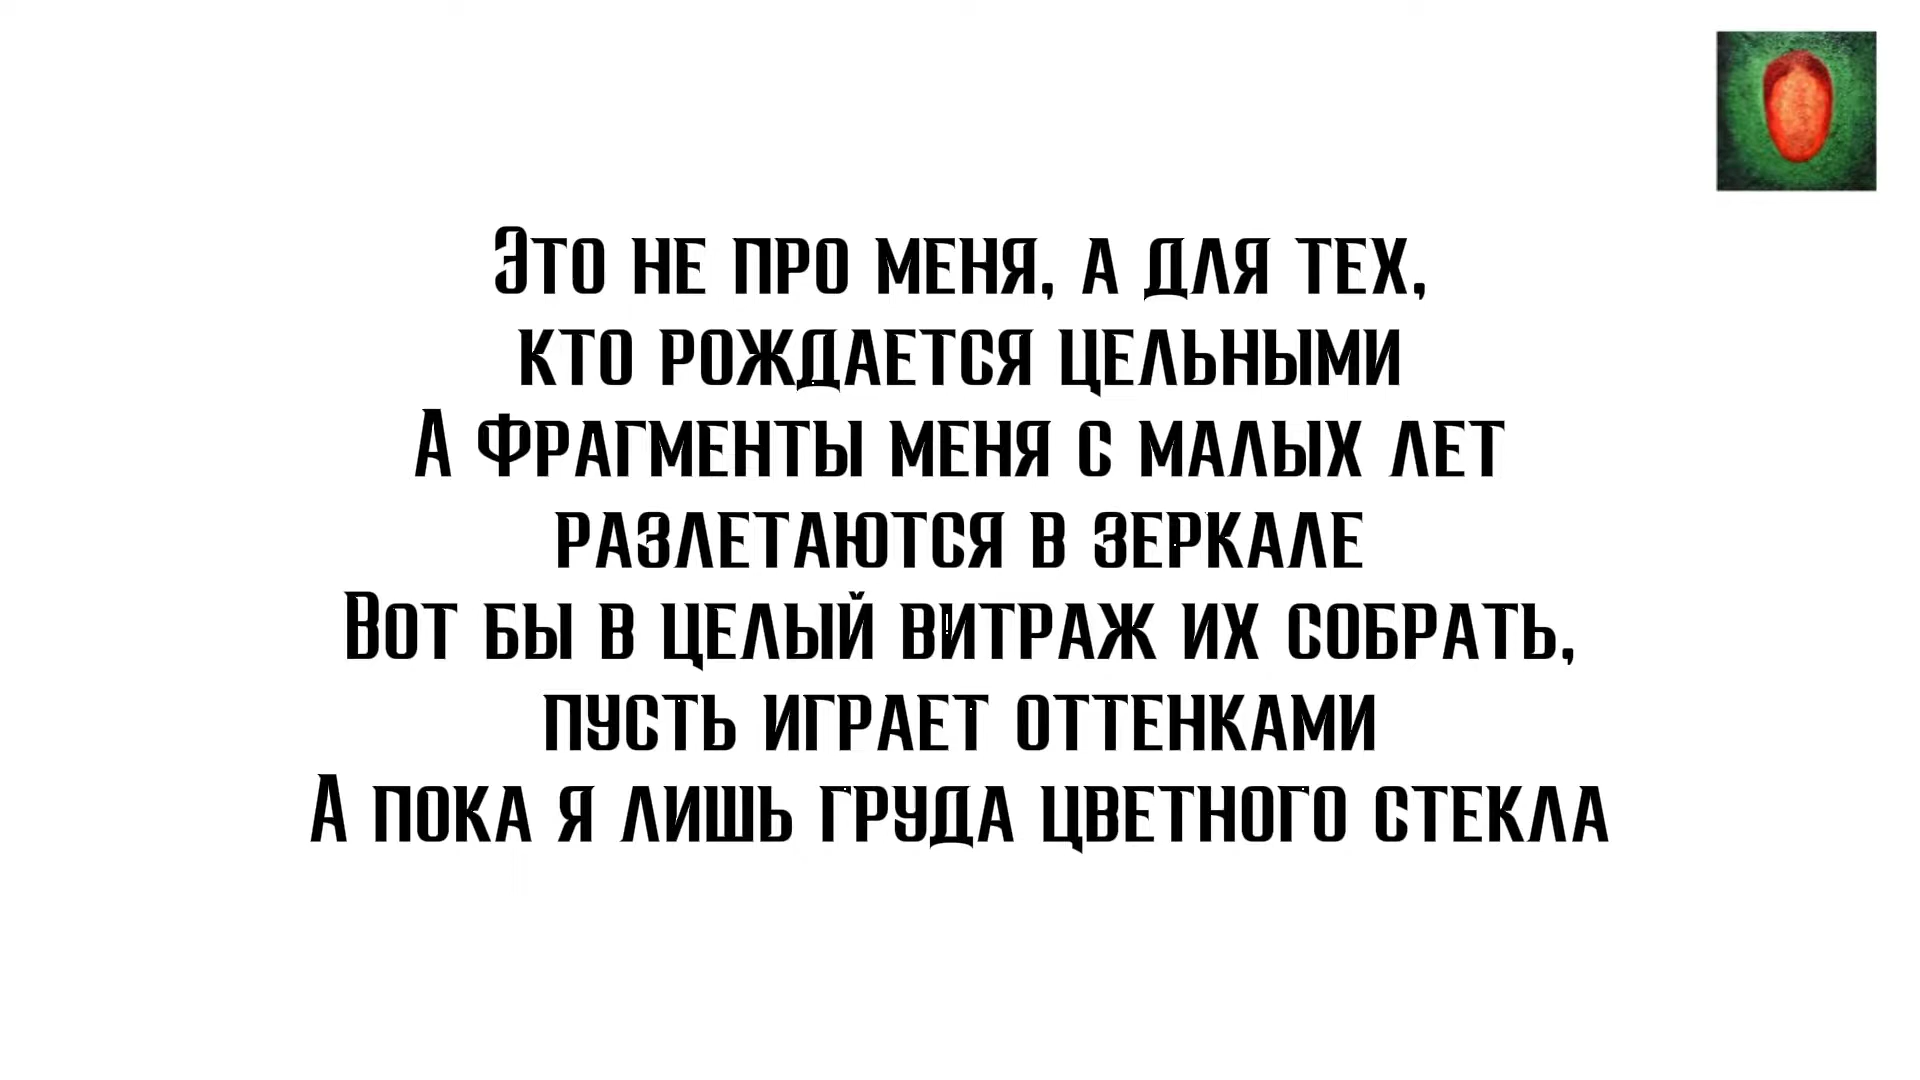 Это не про меня, а для тех,
кто рождается цельными
А фрагменты меня с малых лет
разлетаются в зеркале
Вот бы в целый витраж их собрать,
пусть играет оттенками
А пока я лишь груда цветного стекла